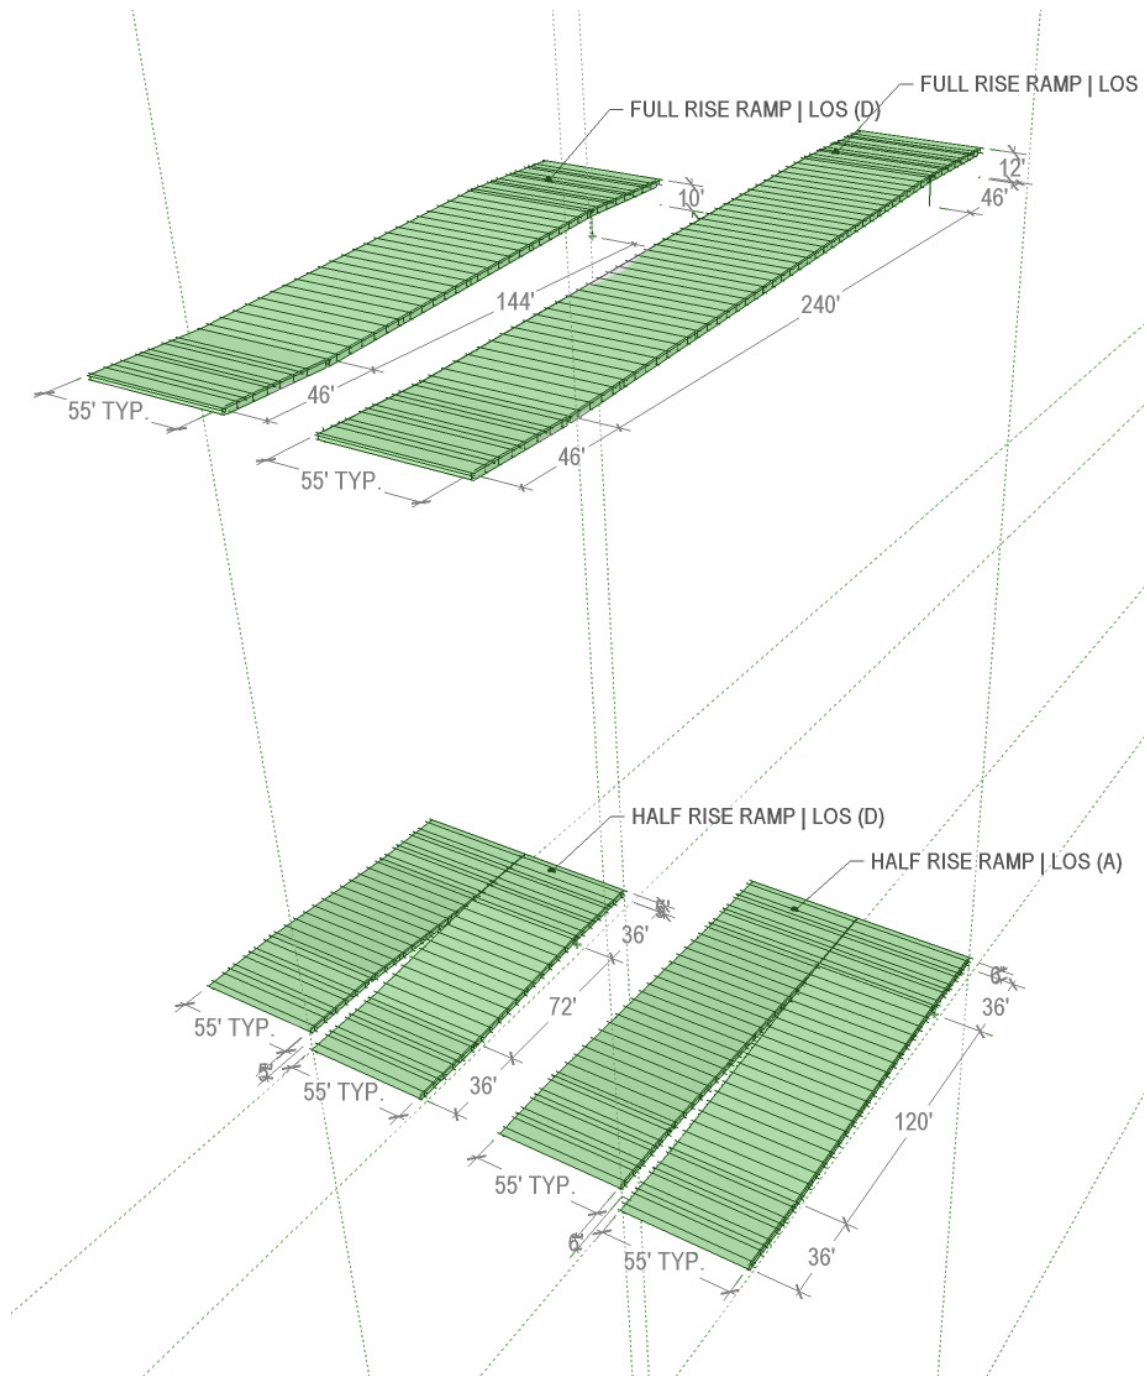 FULL RISE RAMP | LOS
FULL RISE RAMP | LOS (D)
12'
10'
46'
144'
240'
46'
55' TYP.
46'
55' TYP.
HALF RISE RAMP | LOS (D)
HALF RISE RAMP | LOS (A)
36'
6'
36'
72'
55' TYP.
5'
36'
55' TYP.
120'
55' TYP.
6'
36'
55' TYP.